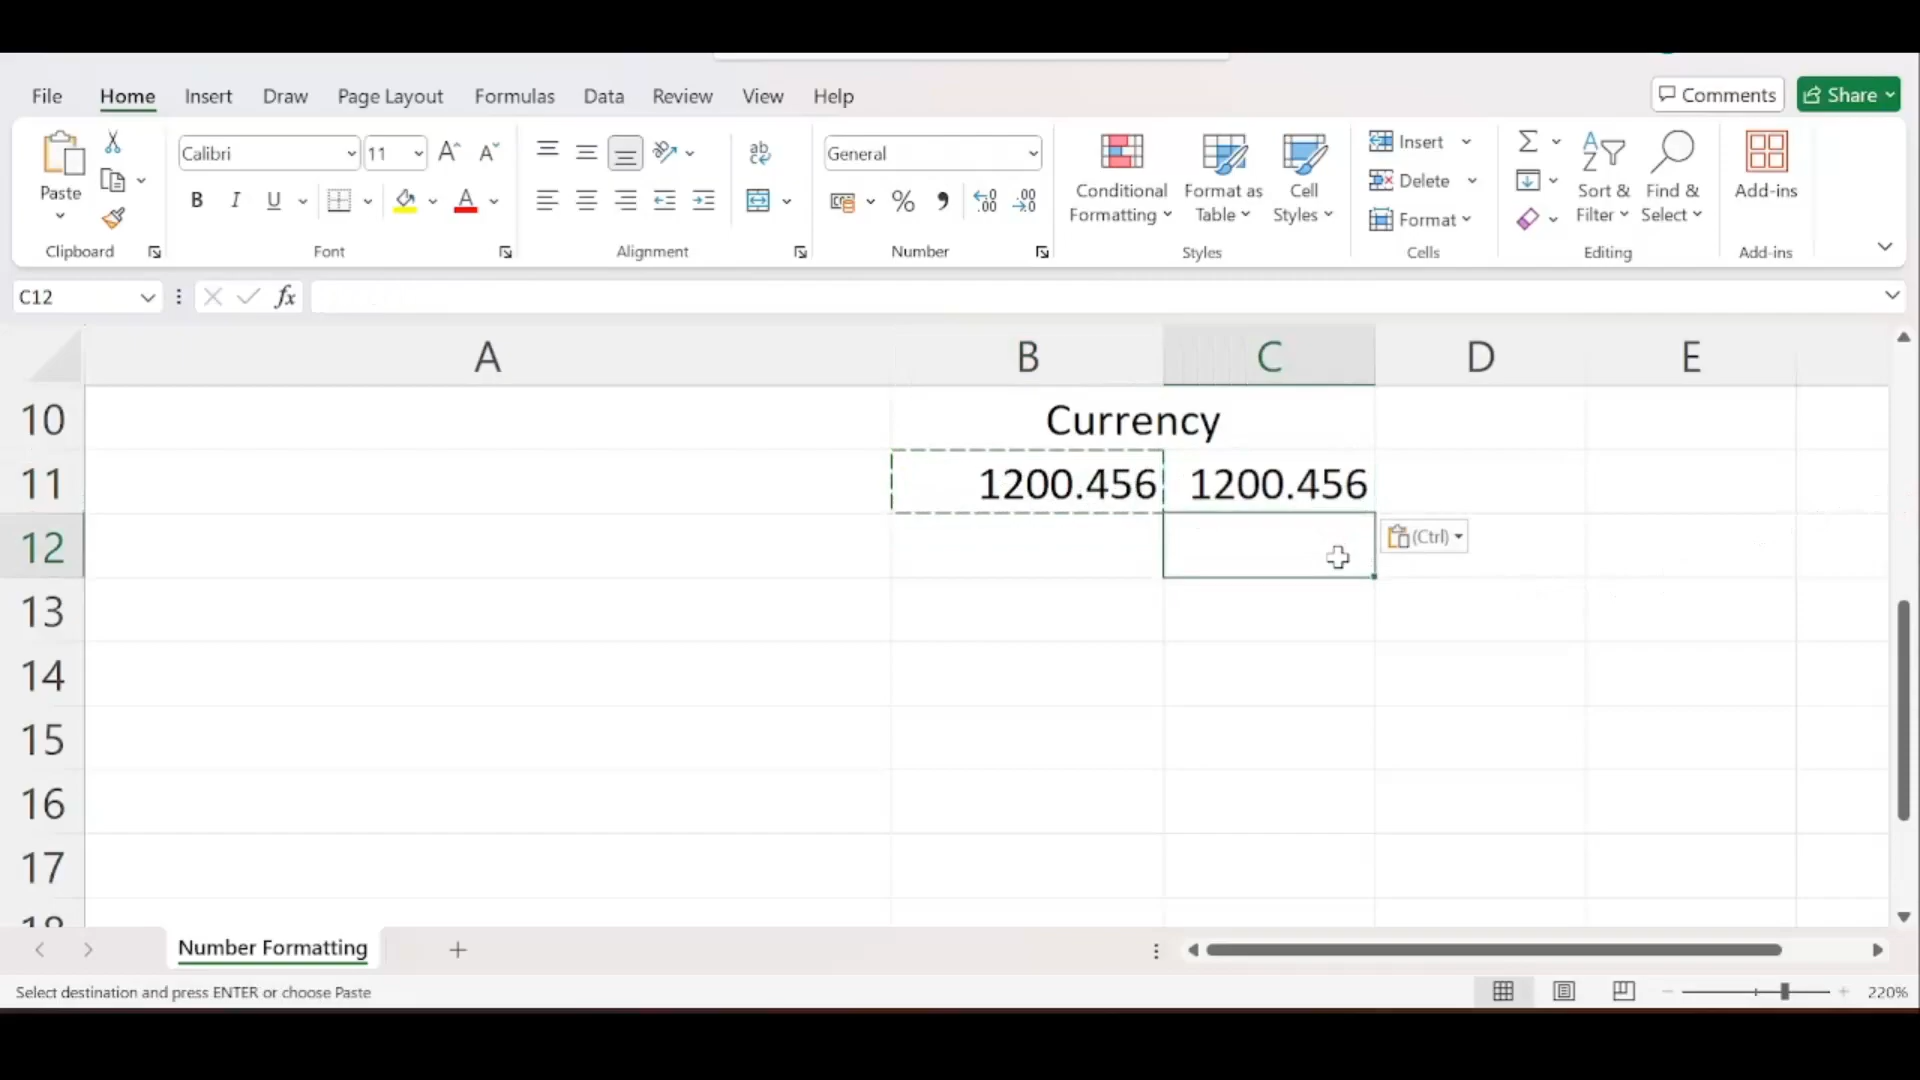 File Home Insert Draw Page Layout Formulas Data Review View Help Comments Share
Calibri 11 General Insert
Paste Conditional Format as Cell Delete Sort & Find & Add-ins
B I U Formatting Table Styles Format Filter Select
Clipboard Font Alignment Number Styles Cells Editing Add-ins
C12 fx
A B C D E
10 Currency
11 1200.456 1200.456
12 (Ctrl)
13
14
15
16
17
18
Number Formatting
Select destination and press ENTER or choose Paste 220%